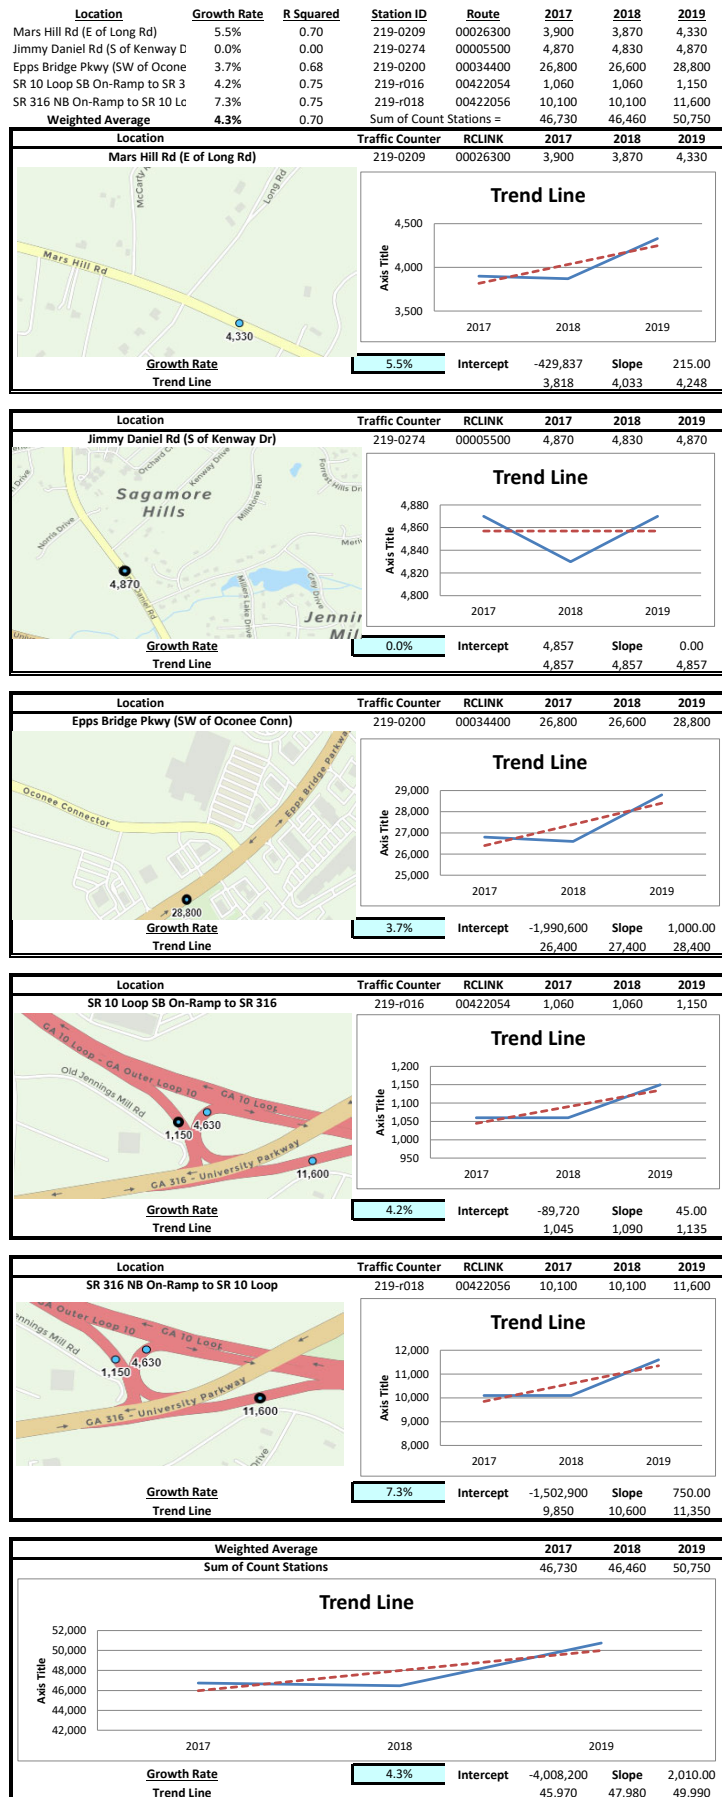 Location Growth Rate R Squared Station ID Route 2017 2018 2019
Mars Hill Rd (E of Long Rd) 5.5% 0.70 219-0209 00026300 3,900 3,870 4,330
Jimmy Daniel Rd (S of Kenway D 0.0% 0.00 219-0274 00005500 4,870 4,830 4,870
Epps Bridge Pkwy (SW of Ocone 3.7% 0.68 219-0200 00034400 26,800 26,600 28,800
SR 10 Loop SB On-Ramp to SR 3 4.2% 0.75 219-r016 00422054 1,060 1,060 1,150
SR 316 NB On-Ramp to SR 10 Lo 7.3% 0.75 219-r018 00422056 10,100 10,100 11,600
Weighted Average 4.3% 0.70 Sum of Count Stations = 46,730 46,460 50,750
Location Traffic Counter RCLINK 2017 2018 2019
Mars Hill Rd (E of Long Rd) 219-0209 00026300 3,900 3,870 4,330
McCarty
Long Rd
Mars Hill Rd
4,330
Trend Line
Axis Title
4,500
4,000
3,500
2017 2018 2019
Growth Rate 5.5% Intercept -429,837 Slope 215.00
Trend Line 3,818 4,033 4,248
Location Traffic Counter RCLINK 2017 2018 2019
Jimmy Daniel Rd (S of Kenway Dr) 219-0274 00005500 4,870 4,830 4,870
Orchard C
Kenway Drive
Forrest Hills Dr
n Drive
Sagamore
Hills
Millstone Run
Norris Drive
Meri
4,870
Daniel Rd
Millers Lake Drive
Grey Drive
Jennin
Mil
Trend Line
Axis Title
4,880
4,860
4,840
4,820
4,800
2017 2018 2019
Growth Rate 0.0% Intercept 4,857 Slope 0.00
Trend Line 4,857 4,857 4,857
Location Traffic Counter RCLINK 2017 2018 2019
Epps Bridge Pkwy (SW of Oconee Conn) 219-0200 00034400 26,800 26,600 28,800
Oconee Connector
Epps Bridge Parkwa
28,800
Trend Line
Axis Title
29,000
28,000
27,000
26,000
25,000
2017 2018 2019
Growth Rate 3.7% Intercept -1,990,600 Slope 1,000.00
Trend Line 26,400 27,400 28,400
Location Traffic Counter RCLINK 2017 2018 2019
SR 10 Loop SB On-Ramp to SR 316 219-r016 00422054 1,060 1,060 1,150
GA 10 Loop - GA Outer Loop 10
GA 10 Loop
Old Jennings Mill Rd
4,630
1,150
11,600
GA 316 - University Parkway
Trend Line
Axis Title
1,200
1,150
1,100
1,050
1,000
950
2017 2018 2019
Growth Rate 4.2% Intercept -89,720 Slope 45.00
Trend Line 1,045 1,090 1,135
Location Traffic Counter RCLINK 2017 2018 2019
SR 316 NB On-Ramp to SR 10 Loop 219-r018 00422056 10,100 10,100 11,600
GA Outer Loop 10
GA 10 Loop
ennings Mill Rd
4,630
1,150
11,600
GA 316 - University Parkway
Drive
Trend Line
Axis Title
12,000
11,000
10,000
9,000
8,000
2017 2018 2019
Growth Rate 7.3% Intercept -1,502,900 Slope 750.00
Trend Line 9,850 10,600 11,350
Weighted Average 2017 2018 2019
Sum of Count Stations 46,730 46,460 50,750
Trend Line
Axis Title
52,000
50,000
48,000
46,000
44,000
42,000
2017 2018 2019
Growth Rate 4.3% Intercept -4,008,200 Slope 2,010.00
Trend Line 45,970 47,980 49,990